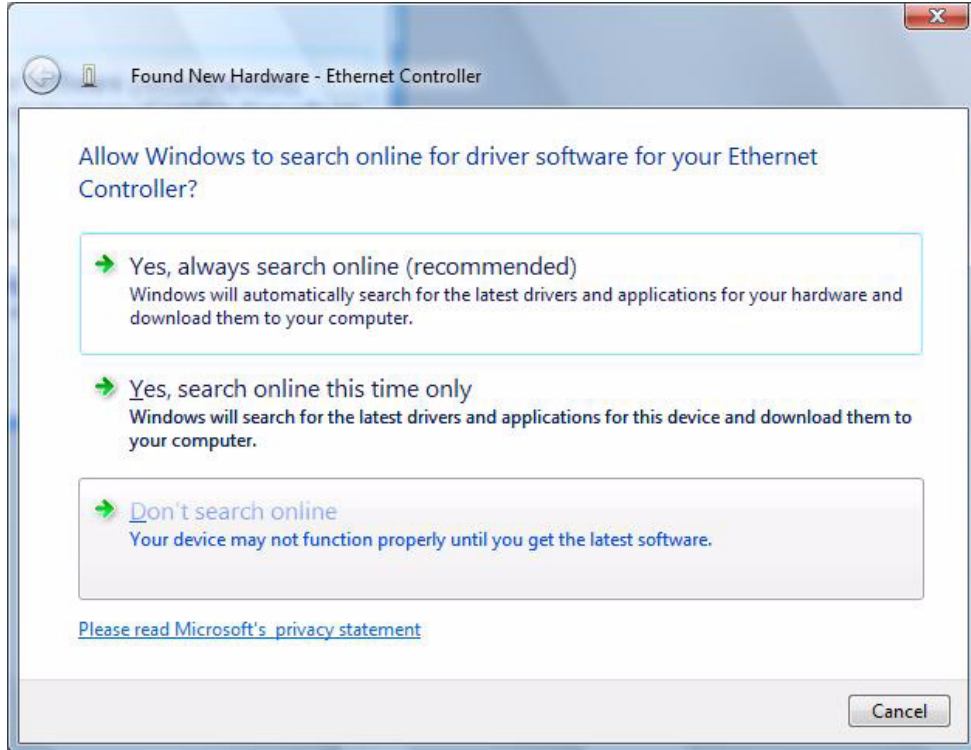 Found New Hardware - Ethernet Controller
Allow Windows to search online for driver software for your Ethernet
Controller?
Yes, always search online (recommended)
Windows will automatically search for the latest drivers and applications for your hardware and
download them to your computer.
Yes, search online this time only
Windows will search for the latest drivers and applications for this device and download them to
your computer.
Don't search online
Your device may not function properly until you get the latest software.
Please read Microsoft's privacy statement
Cancel